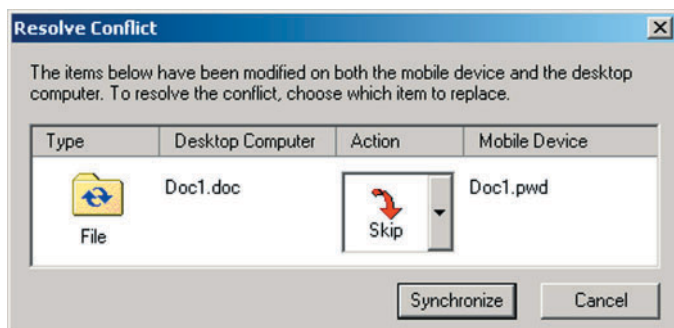 Resolve Conflict
The items below have been modified on both the mobile device and the desktop
computer. To resolve the conflict, choose which item to replace.
Type Desktop Computer Action Mobile Device
Doc1.doc Doc1.pwd
File Skip
Synchronize Cancel